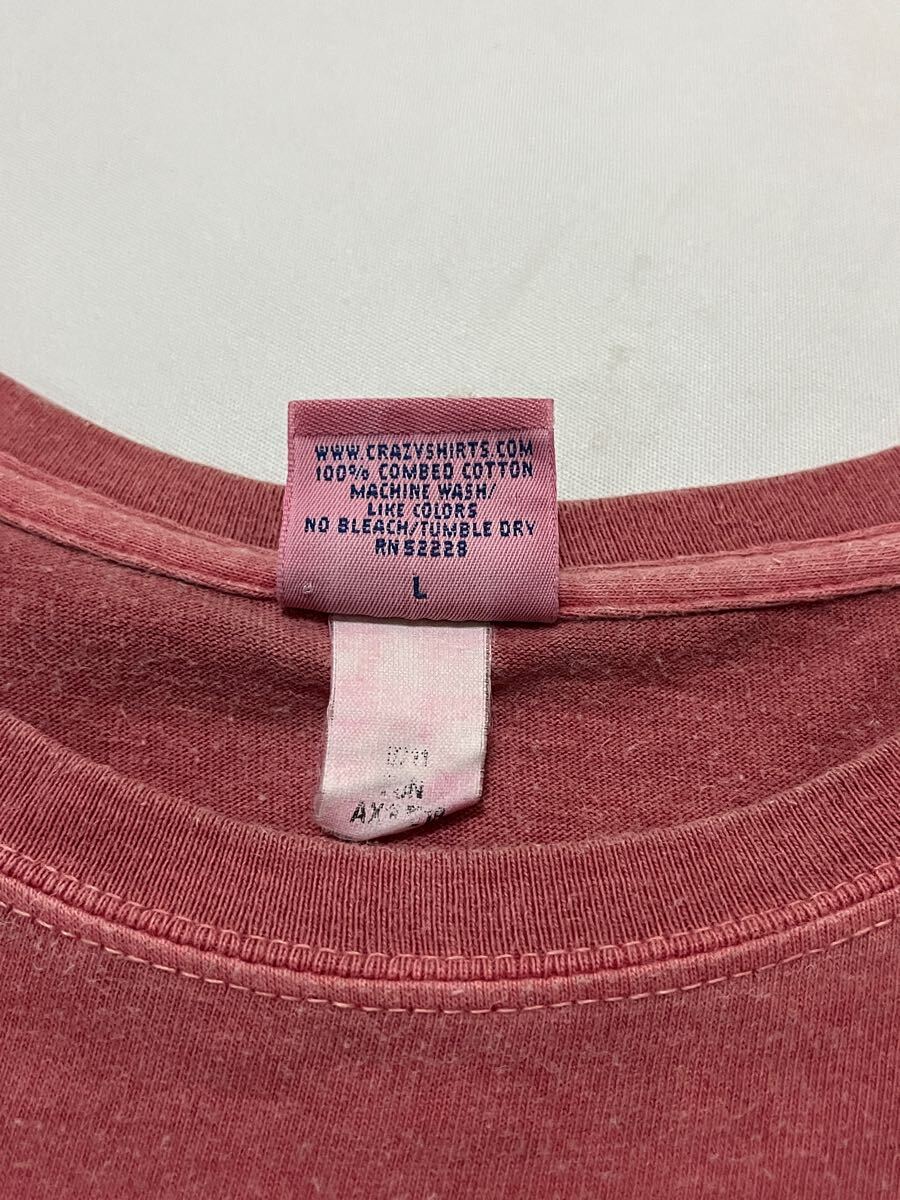 WWW.CRAZYSHIRTS.COM
100% COMBED COTTON
MACHINE WASH/
LIKE COLORS
NO BLEACH/TUMBLE DRY
RN 52228
L